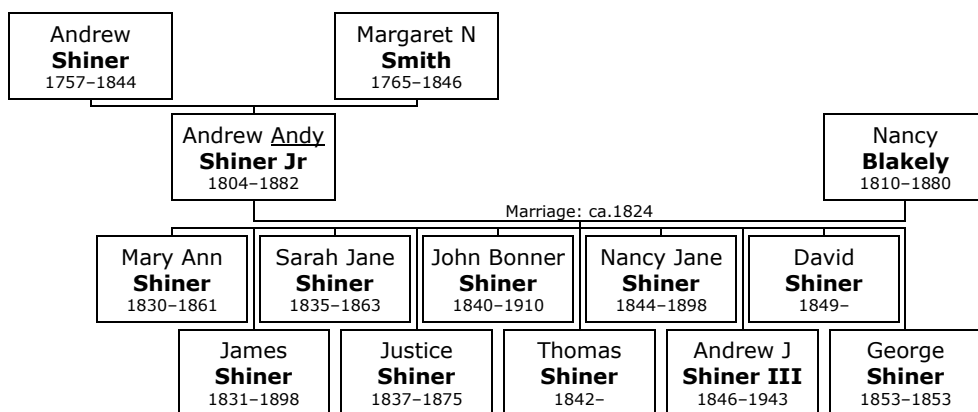 Andrew
Shiner
1757–1844
Margaret N
Smith
1765–1846
Andrew Andy
Shiner Jr
1804–1882
Nancy
Blakely
1810–1880
Marriage: ca.1824
Mary Ann
Shiner
1830–1861
Sarah Jane
Shiner
1835–1863
John Bonner
Shiner
1840–1910
Nancy Jane
Shiner
1844–1898
David
Shiner
1849–
James
Shiner
1831–1898
Justice
Shiner
1837–1875
Thomas
Shiner
1842–
Andrew J
Shiner III
1846–1943
George
Shiner
1853–1853